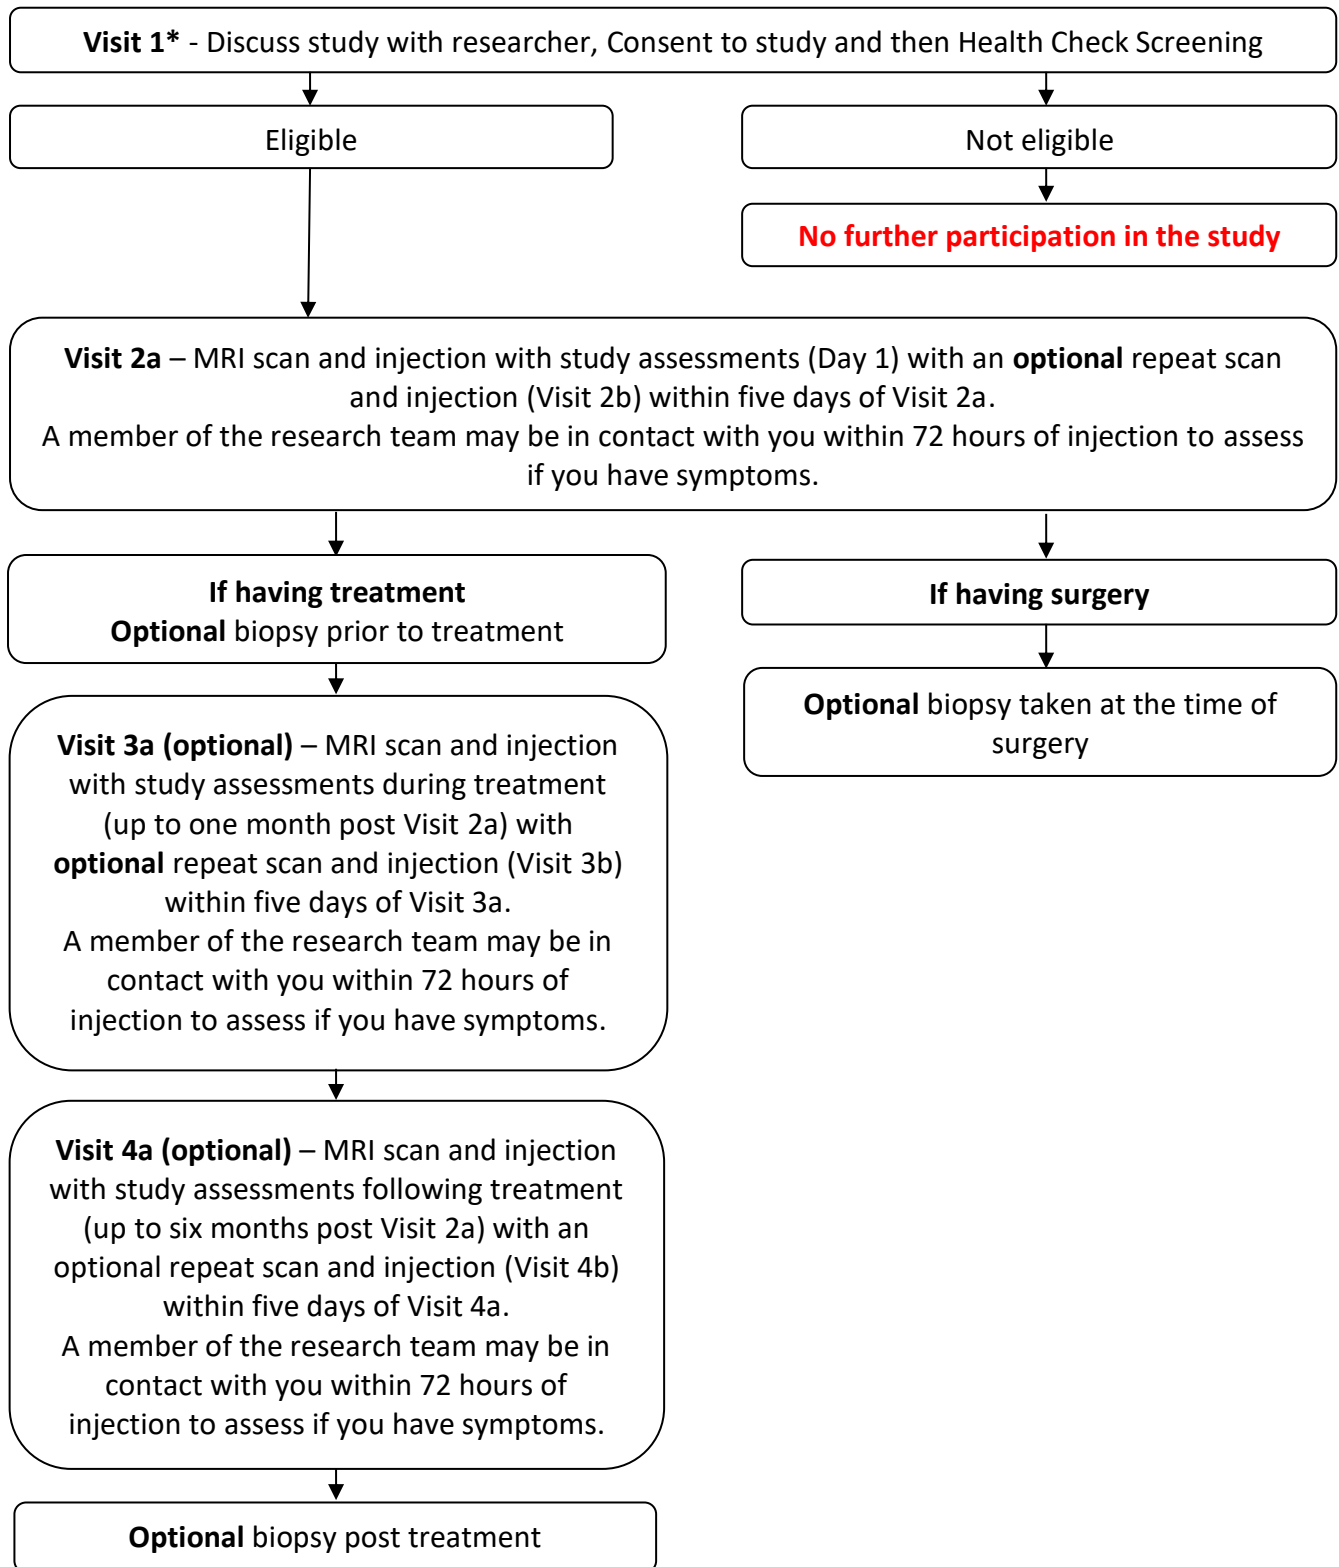 Visit 1* - Discuss study with researcher, Consent to study and then Health Check Screening
Eligible
Not eligible
No further participation in the study
Visit 2a – MRI scan and injection with study assessments (Day 1) with an optional repeat scan
and injection (Visit 2b) within five days of Visit 2a.
A member of the research team may be in contact with you within 72 hours of injection to assess
if you have symptoms.
If having treatment
Optional biopsy prior to treatment
If having surgery
Optional biopsy taken at the time of
surgery
Visit 3a (optional) – MRI scan and injection
with study assessments during treatment
(up to one month post Visit 2a) with
optional repeat scan and injection (Visit 3b)
within five days of Visit 3a.
A member of the research team may be in
contact with you within 72 hours of
injection to assess if you have symptoms.
Visit 4a (optional) – MRI scan and injection
with study assessments following treatment
(up to six months post Visit 2a) with an
optional repeat scan and injection (Visit 4b)
within five days of Visit 4a.
A member of the research team may be in
contact with you within 72 hours of
injection to assess if you have symptoms.
Optional biopsy post treatment